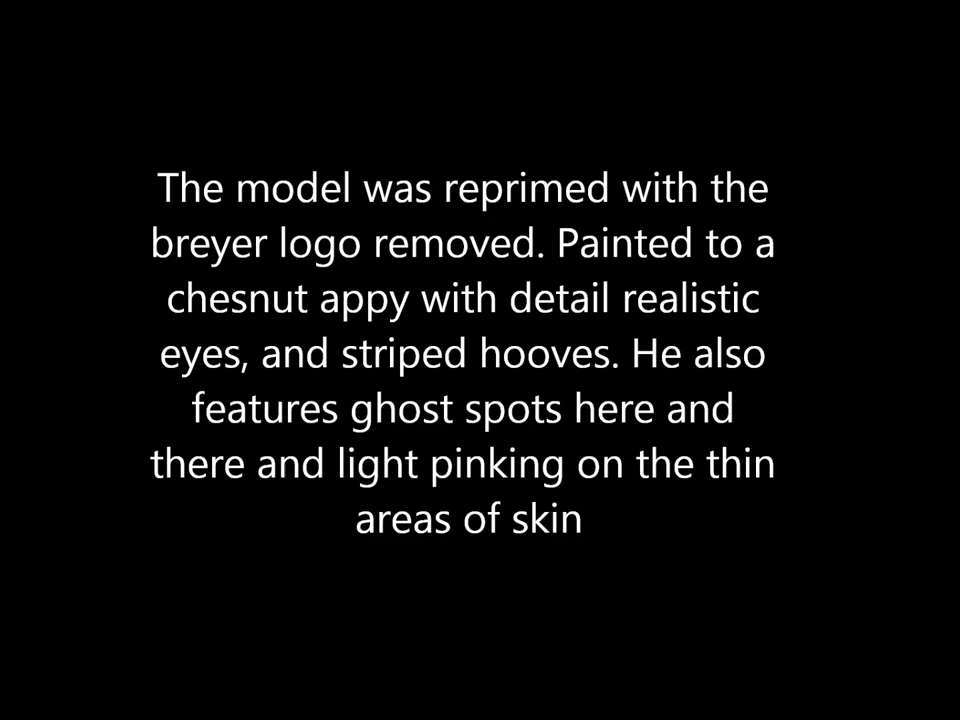 The model was reprimed with the
breyer logo removed. Painted to a
chesnut appy with detail realistic
eyes, and striped hooves. He also
features ghost spots here and
there and light pinking on the thin
areas of skin